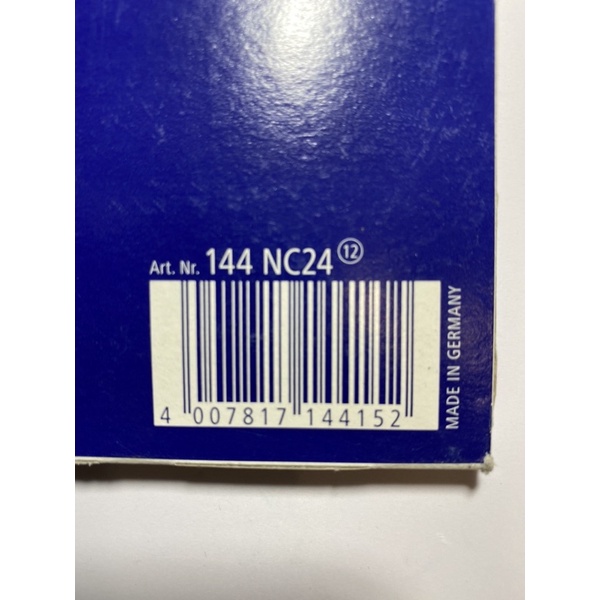 Art. Nr. 144 NC24 ⑫
4 007817 144152
MADE IN GERMANY